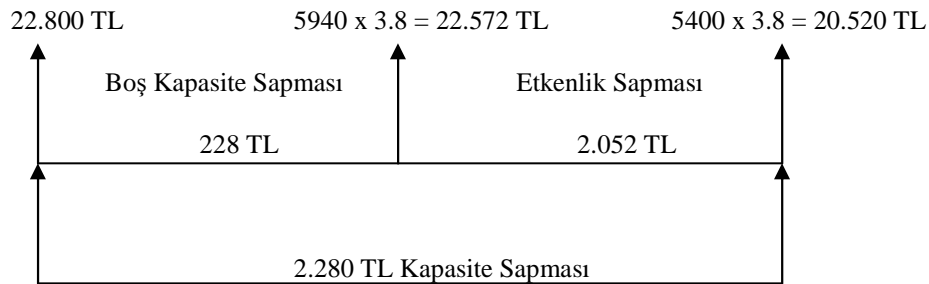 22.800 TL 5940 x 3.8 = 22.572 TL 5400 x 3.8 = 20.520 TL
Boş Kapasite Sapması Etkenlik Sapması
228 TL 2.052 TL
2.280 TL Kapasite Sapması